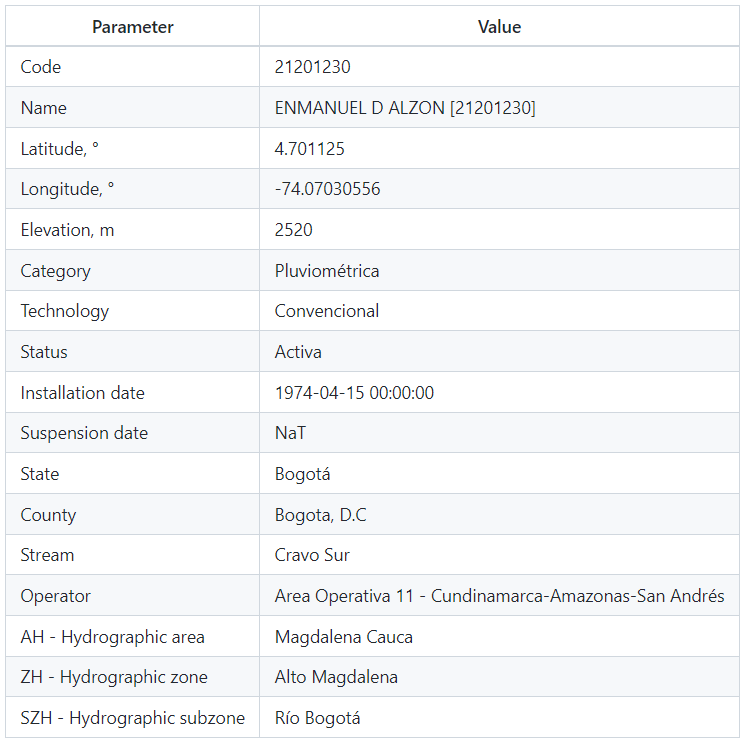 Parameter Value
Code 21201230
Name ENMANUEL D ALZON [21201230]
Latitude, ° 4.701125
Longitude, ° -74.07030556
Elevation, m 2520
Category Pluviométrica
Technology Convencional
Status Activa
Installation date 1974-04-15 00:00:00
Suspension date NaT
State Bogotá
County Bogota, D.C
Stream Cravo Sur
Operator Area Operativa 11 - Cundinamarca-Amazonas-San Andrés
AH - Hydrographic area Magdalena Cauca
ZH - Hydrographic zone Alto Magdalena
SZH - Hydrographic subzone Río Bogotá